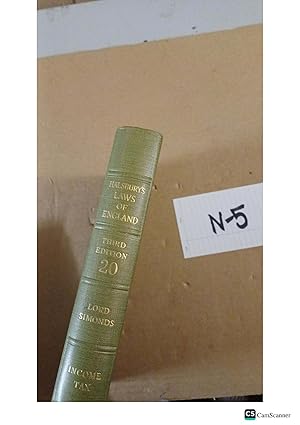 HALSBURY'S
LAWS
OF
ENGLAND
THIRD
EDITION
20
LORD
SIMONDS
INCOME
TAX
N-5
CS CamScanner